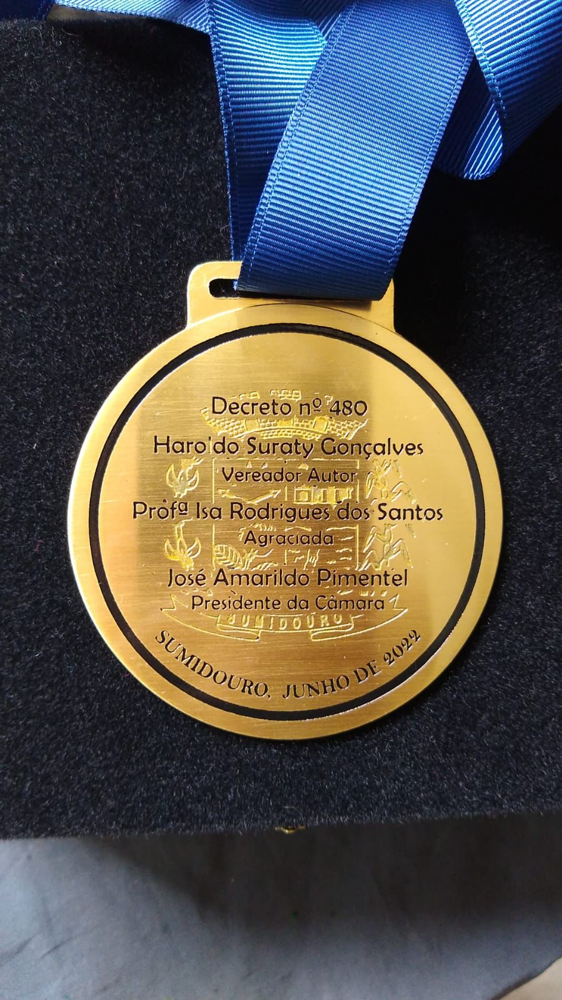 Decreto nº 480
Haroldo Suraty Gonçalves
Vereador Autor
Profª Isa Rodrigues dos Santos
Agraciada
José Amarildo Pimentel
Presidente da Câmara
SUMIDOURO
SUMIDOURO, JUNHO DE 2022